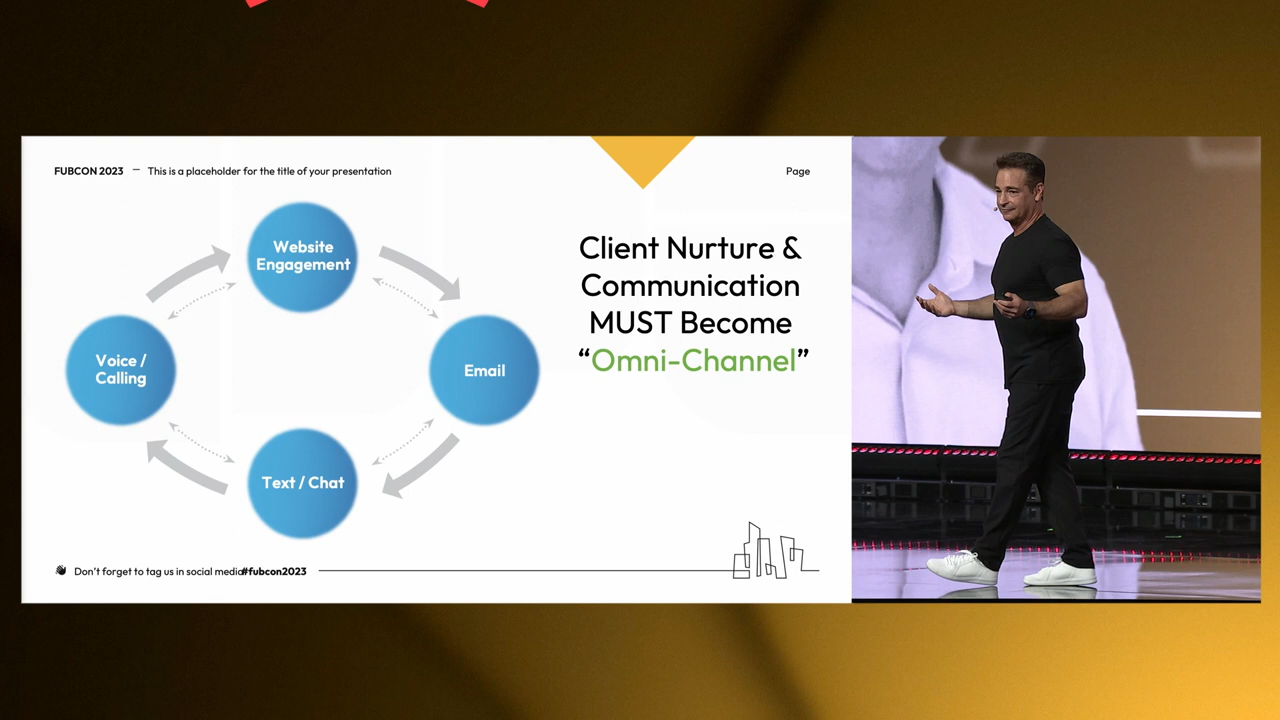 FUBCON 2023 — This is a placeholder for the title of your presentation
Page
Website
Engagement
Voice /
Calling
Email
Text / Chat
Client Nurture &
Communication
MUST Become
“Omni-Channel”
Don’t forget to tag us in social media#fubcon2023